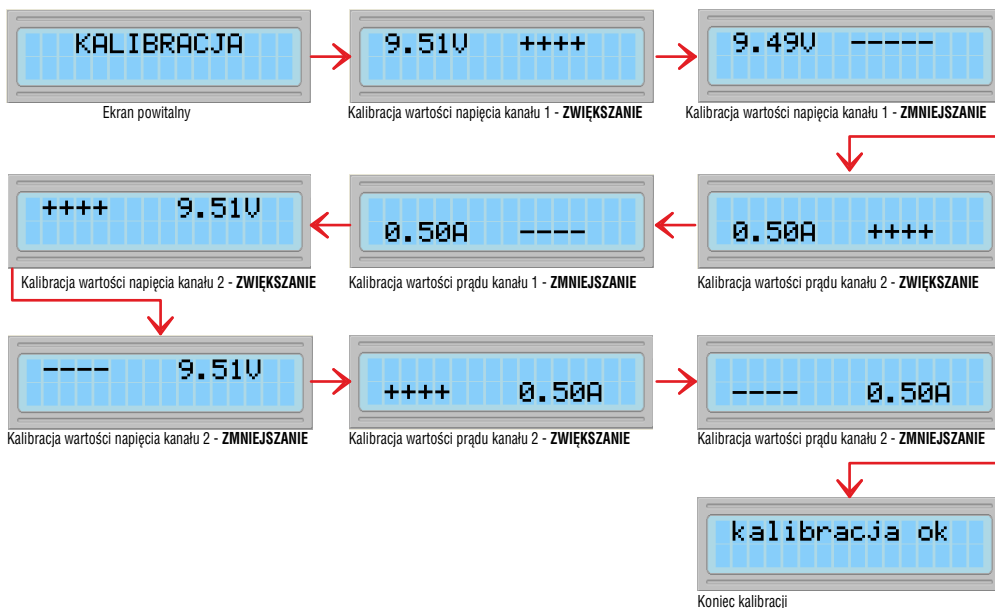 KALIBRACJA
Ekran powitalny
9.51V ++++
Kalibracja wartości napięcia kanału 1 - ZWIĘKSZANIE
9.49V -----
Kalibracja wartości napięcia kanału 1 - ZMNIEJSZANIE
0.50A ++++
Kalibracja wartości prądu kanału 2 - ZWIĘKSZANIE
0.50A ----
Kalibracja wartości prądu kanału 1 - ZMNIEJSZANIE
++++ 9.51V
Kalibracja wartości napięcia kanału 2 - ZWIĘKSZANIE
---- 9.51V
Kalibracja wartości napięcia kanału 2 - ZMNIEJSZANIE
++++ 0.50A
Kalibracja wartości prądu kanału 2 - ZWIĘKSZANIE
---- 0.50A
Kalibracja wartości prądu kanału 2 - ZMNIEJSZANIE
kalibracja ok
Koniec kalibracji